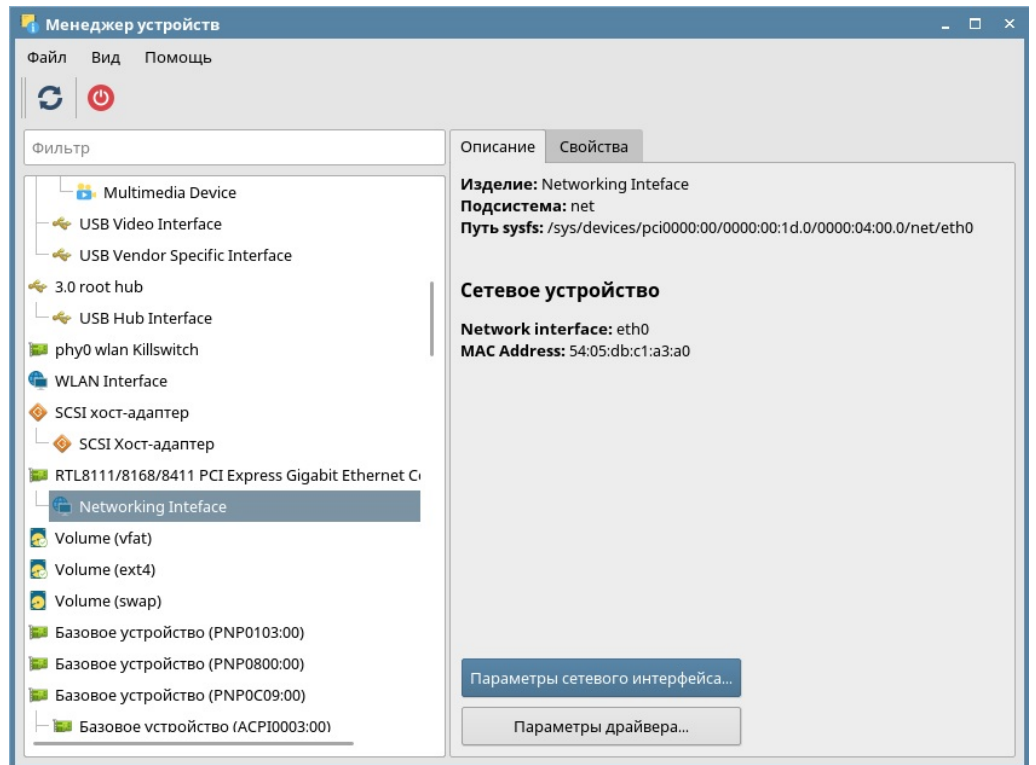 Менеджер устройств
Файл Вид Помощь
Фильтр
Multimedia Device
USB Video Interface
USB Vendor Specific Interface
3.0 root hub
USB Hub Interface
phy0 wlan Killswitch
WLAN Interface
SCSI хост-адаптер
SCSI Хост-адаптер
RTL8111/8168/8411 PCI Express Gigabit Ethernet C
Networking Inteface
Volume (vfat)
Volume (ext4)
Volume (swap)
Базовое устройство (PNP0103:00)
Базовое устройство (PNP0800:00)
Базовое устройство (PNP0C09:00)
Базовое устройство (ACPI0003:00)
Описание Свойства
Изделие: Networking Inteface
Подсистема: net
Путь sysfs: /sys/devices/pci0000:00/0000:00:1d.0/0000:04:00.0/net/eth0
Сетевое устройство
Network interface: eth0
MAC Address: 54:05:db:c1:a3:a0
Параметры сетевого интерфейса...
Параметры драйвера...